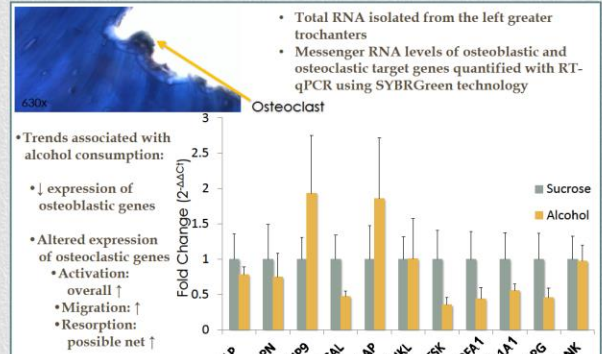 • Total RNA isolated from the left greater
trochanters
• Messenger RNA levels of osteoblastic and
osteoclastic target genes quantified with RT-
qPCR using SYBRGreen technology
630x
Osteoclast
• Trends associated with
alcohol consumption:
• ↓ expression of
osteoblastic genes
• Altered expression
of osteoclastic genes
• Activation:
overall ↑
• Migration: ↑
• Resorption:
possible net ↑
Fold Change (2-ΔΔCt)
3
2.5
2
1.5
1
0.5
0
Sucrose
Alcohol